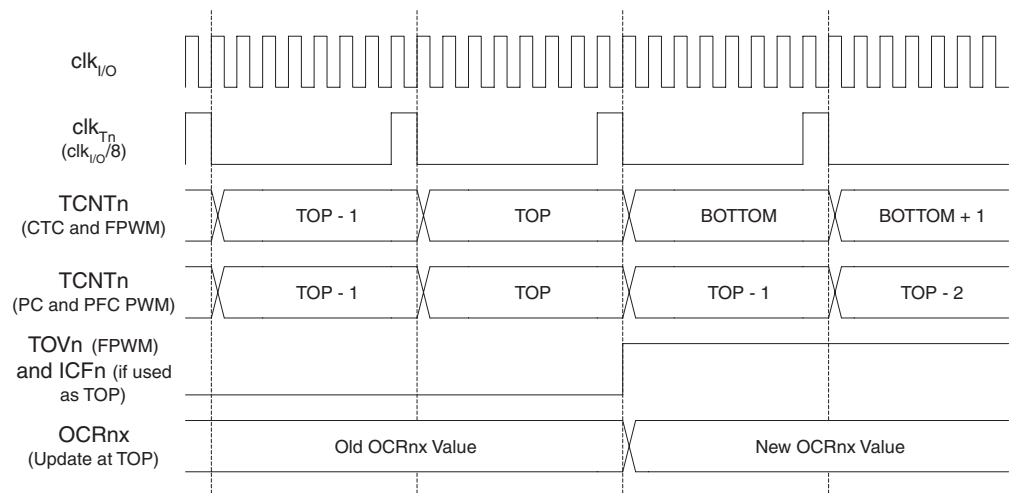 clkI/O
clkTn
(clkI/O/8)
TCNTn
(CTC and FPWM)
TOP - 1
TOP
BOTTOM
BOTTOM + 1
TCNTn
(PC and PFC PWM)
TOP - 1
TOP
TOP - 1
TOP - 2
TOVn (FPWM)
and ICFn (if used
as TOP)
OCRnx
(Update at TOP)
Old OCRnx Value
New OCRnx Value